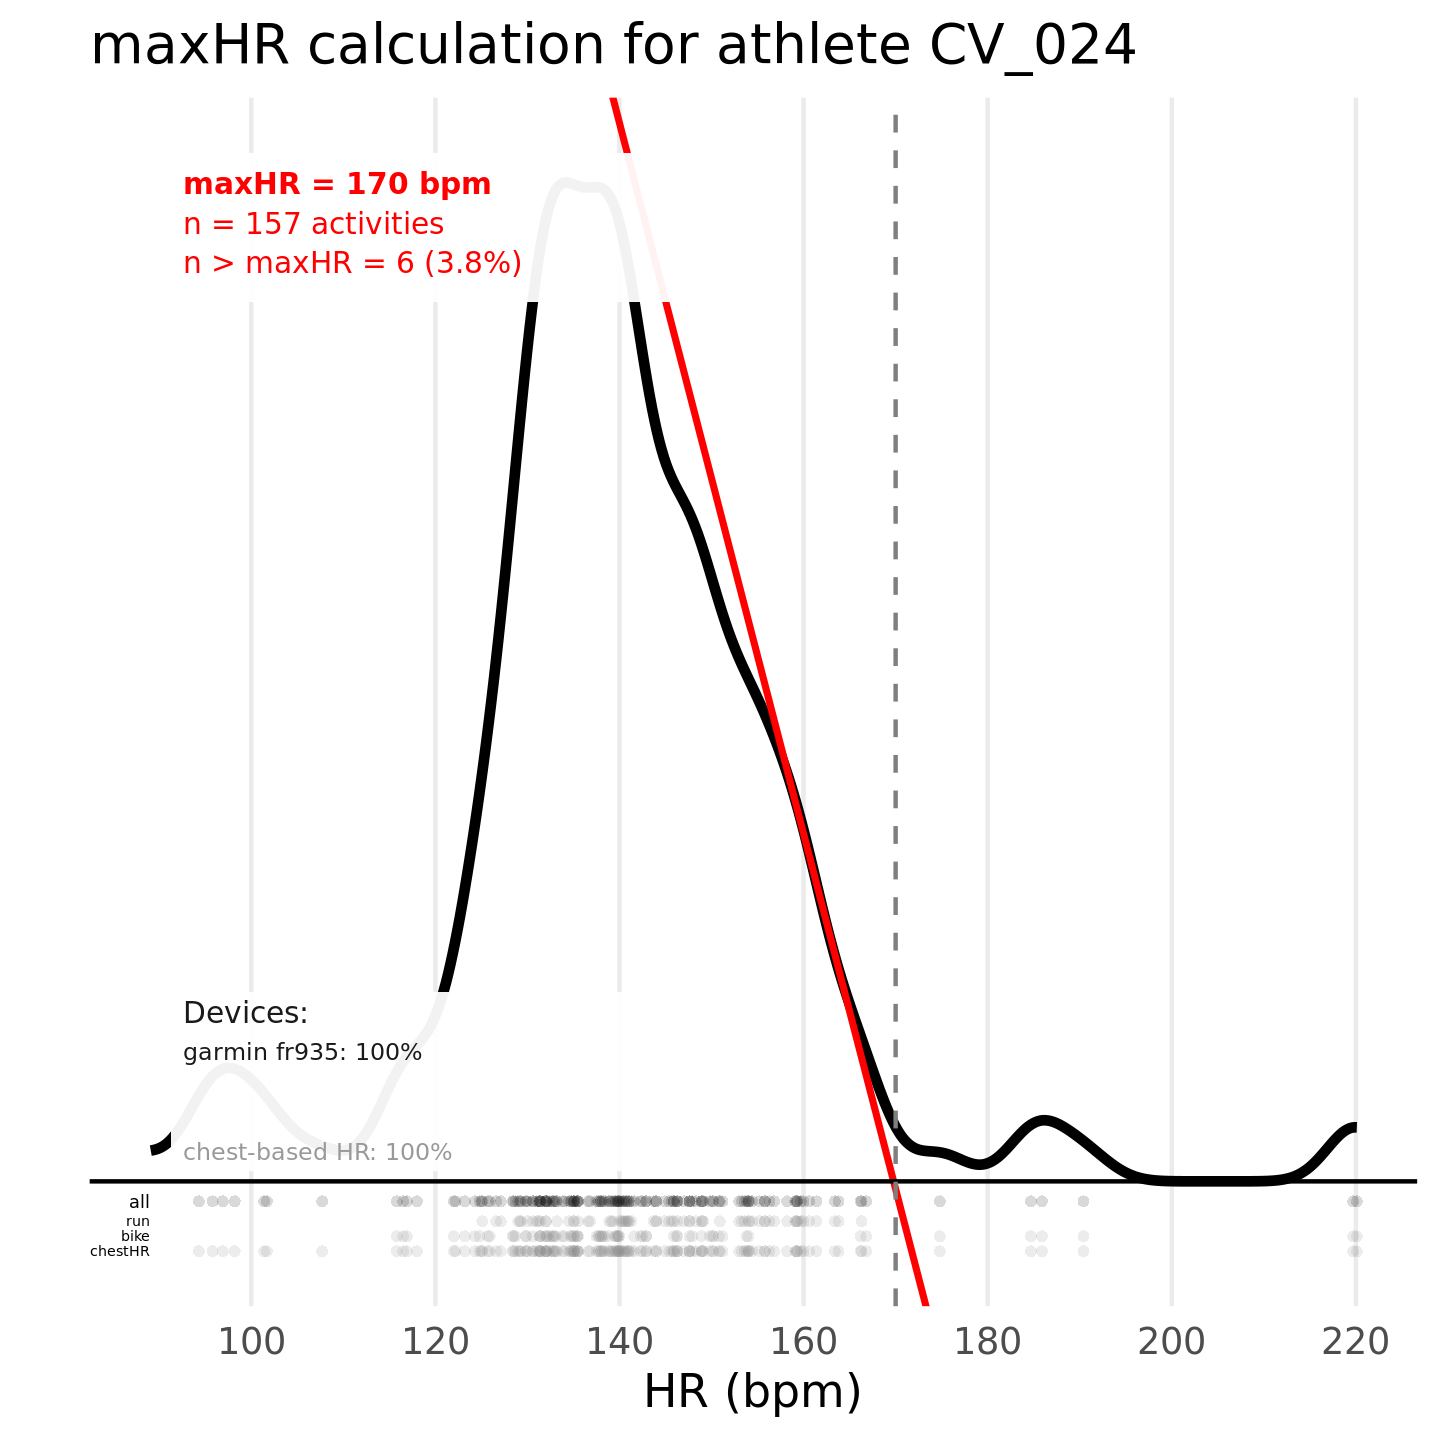 maxHR calculation for athlete CV_024
maxHR = 170 bpm
n = 157 activities
n > maxHR = 6 (3.8%)
Devices:
garmin fr935: 100%
chest-based HR: 100%
all
run
bike
chestHR
100 120 140 160 180 200 220
HR (bpm)